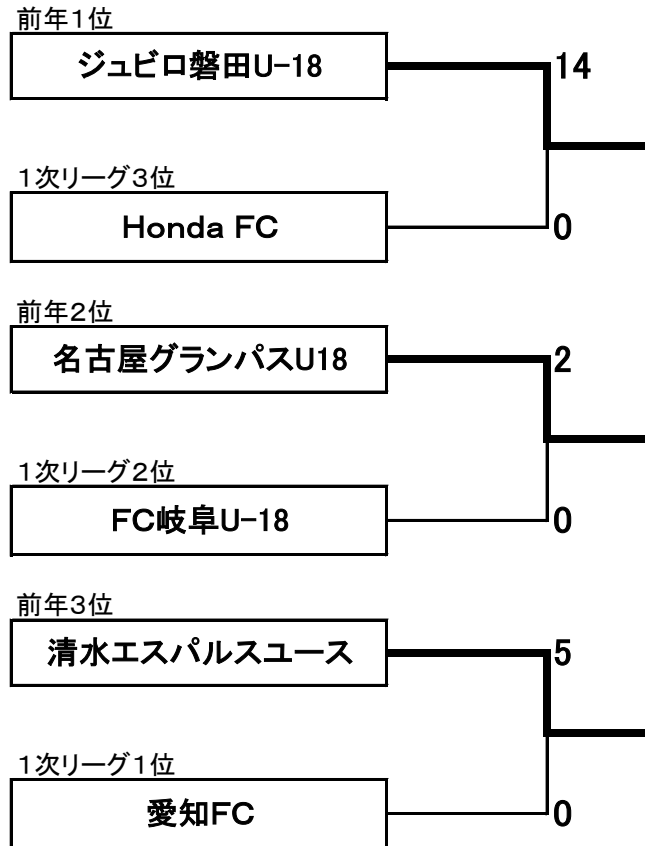 前年1位
ジュビロ磐田U-18
14
1次リーグ3位
Honda FC
0
前年2位
名古屋グランパスU18
2
1次リーグ2位
FC岐阜U-18
0
前年3位
清水エスパルスユース
5
1次リーグ1位
愛知FC
0